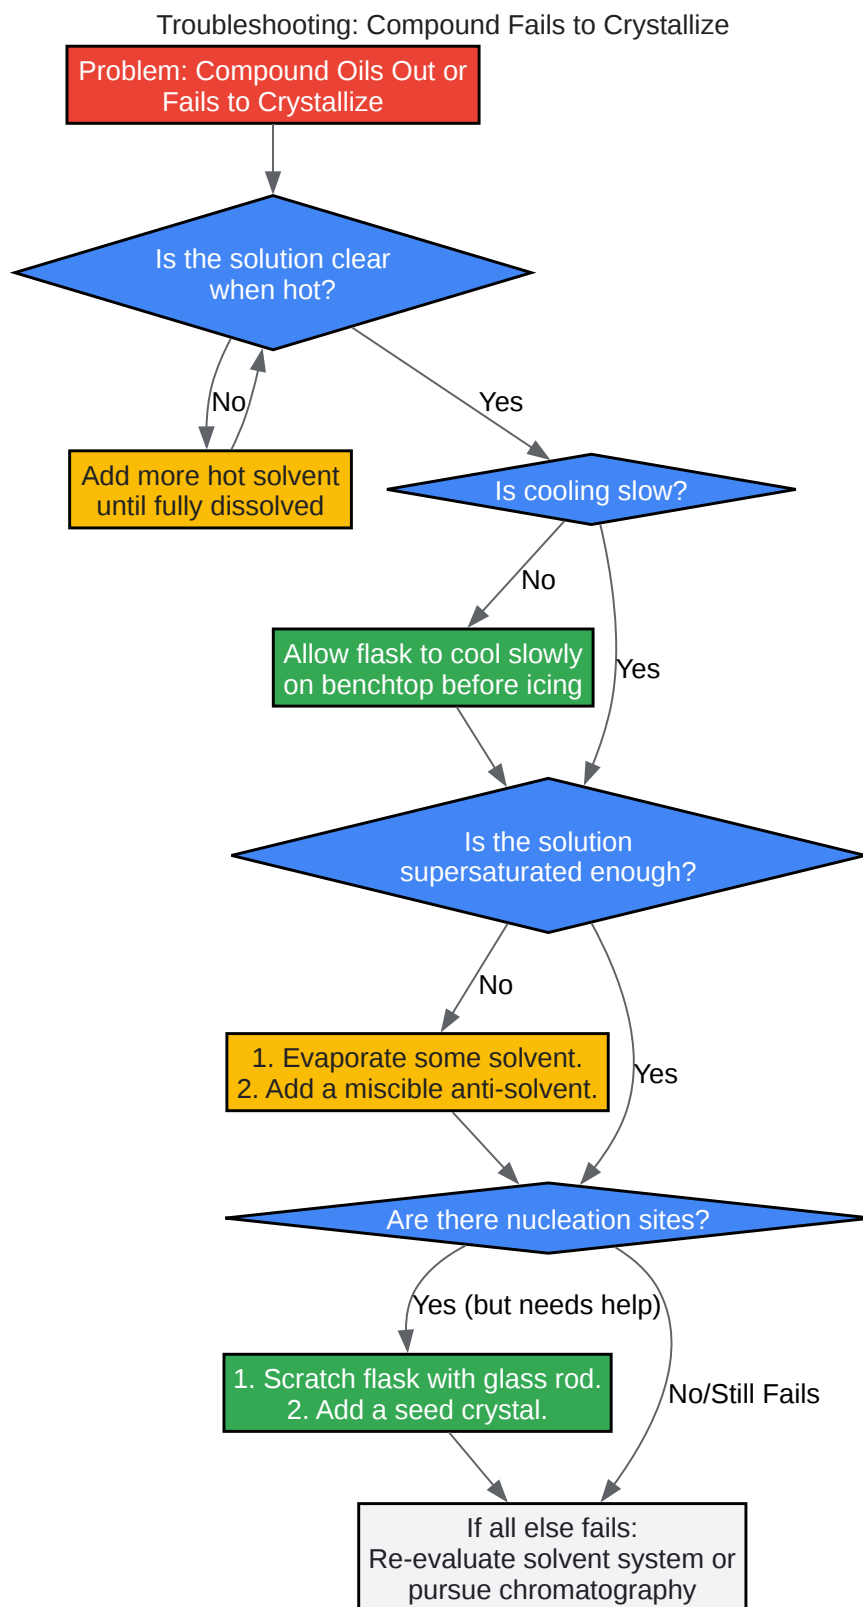 Troubleshooting: Compound Fails to Crystallize
Problem: Compound Oils Out or
Fails to Crystallize
Is the solution clear
when hot?
No
Yes
Add more hot solvent
until fully dissolved
Is cooling slow?
No
Allow flask to cool slowly
on benchtop before icing
Yes
Is the solution
supersaturated enough?
No
1. Evaporate some solvent.
2. Add a miscible anti-solvent.
Yes
Are there nucleation sites?
Yes (but needs help)
1. Scratch flask with glass rod.
2. Add a seed crystal.
No/Still Fails
If all else fails:
Re-evaluate solvent system or
pursue chromatography